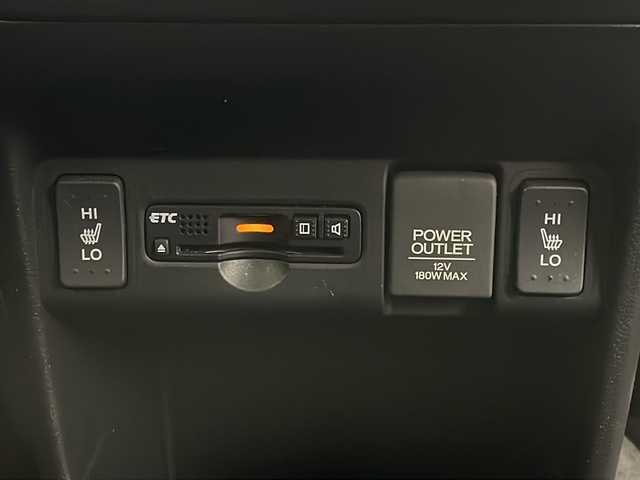 HI
LO
ETC
POWER
OUTLET
12V
180W MAX
HI
LO